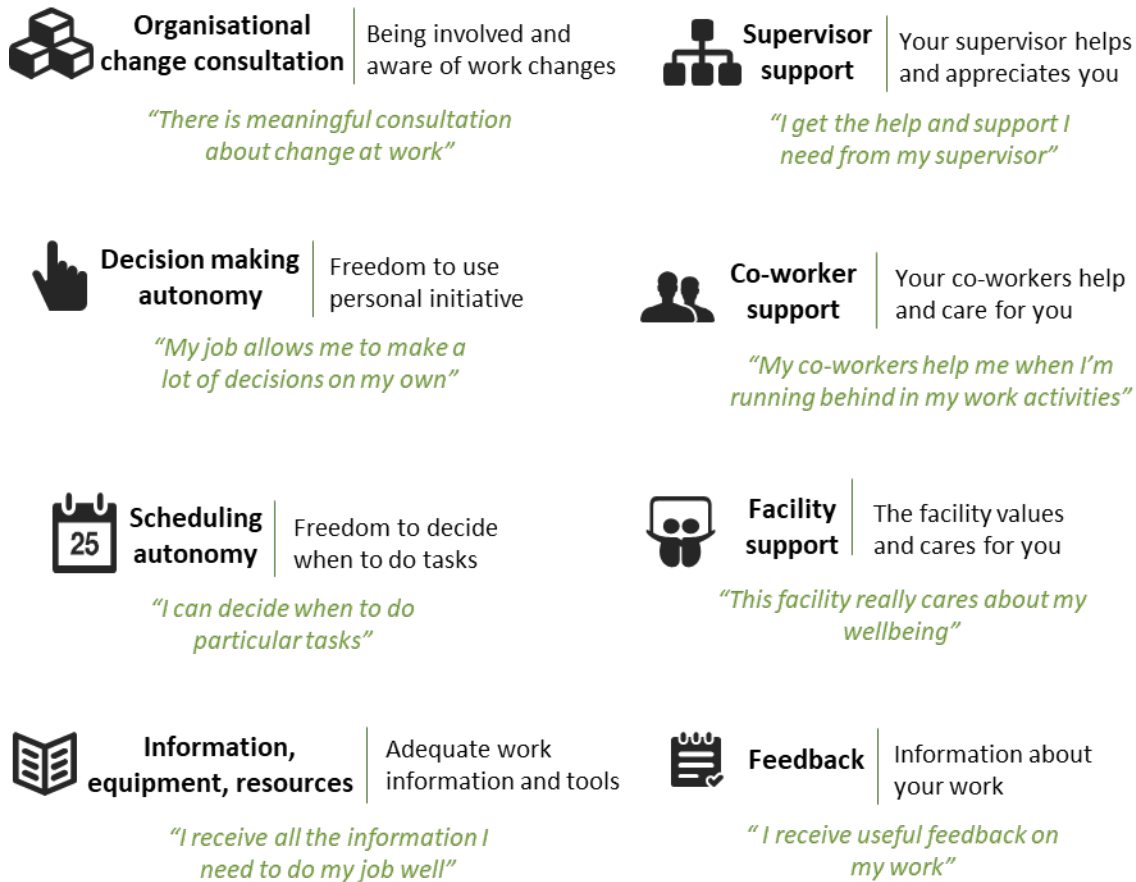 Organisational
change consultation
Being involved and
aware of work changes
“There is meaningful consultation
about change at work”
Supervisor
support
Your supervisor helps
and appreciates you
“I get the help and support I
need from my supervisor”
Decision making
autonomy
Freedom to use
personal initiative
“My job allows me to make a
lot of decisions on my own”
Co-worker
support
Your co-workers help
and care for you
“My co-workers help me when I’m
running behind in my work activities”
25
Scheduling
autonomy
Freedom to decide
when to do tasks
“I can decide when to do
particular tasks”
Facility
support
The facility values
and cares for you
“This facility really cares about my
wellbeing”
Information,
equipment, resources
Adequate work
information and tools
“I receive all the information I
need to do my job well”
Feedback
Information about
your work
“ I receive useful feedback on
my work”